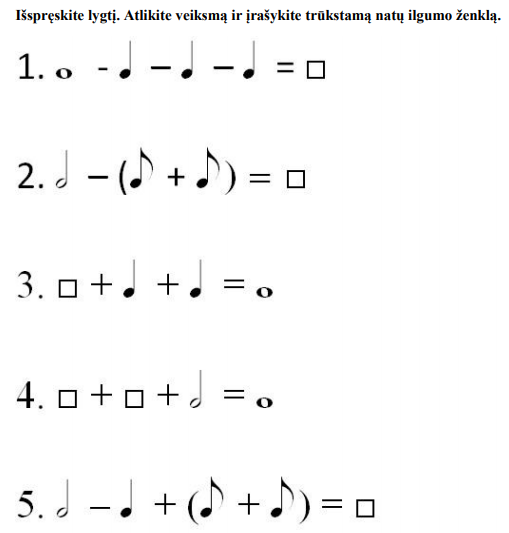 Išspręskite lygtį. Atlikite veiksmą ir įrašykite trūkstamą natų ilgumo ženklą.
1. 𝅝 - ♩ – ♩ – ♩ = □
2. 𝅗𝅥 – (♪ + ♪) = □
3. □ + ♩ + ♩ = 𝅝
4. □ + □ + 𝅗𝅥 = 𝅝
5. 𝅗𝅥 – ♩ + (♪ + ♪) = □